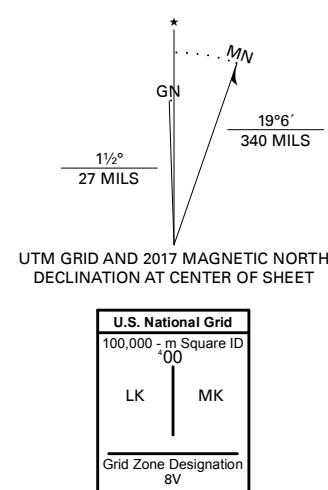 ★
MN
GN
19°6´
340 MILS
1½°
27 MILS
UTM GRID AND 2017 MAGNETIC NORTH
DECLINATION AT CENTER OF SHEET
U.S. National Grid
100,000 - m Square ID
⁴00
LK MK
Grid Zone Designation
8V